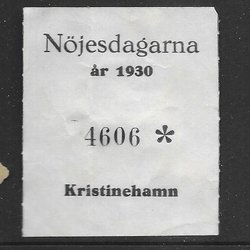 Nöjesdagarna
år 1930
4606 *
Kristinehamn